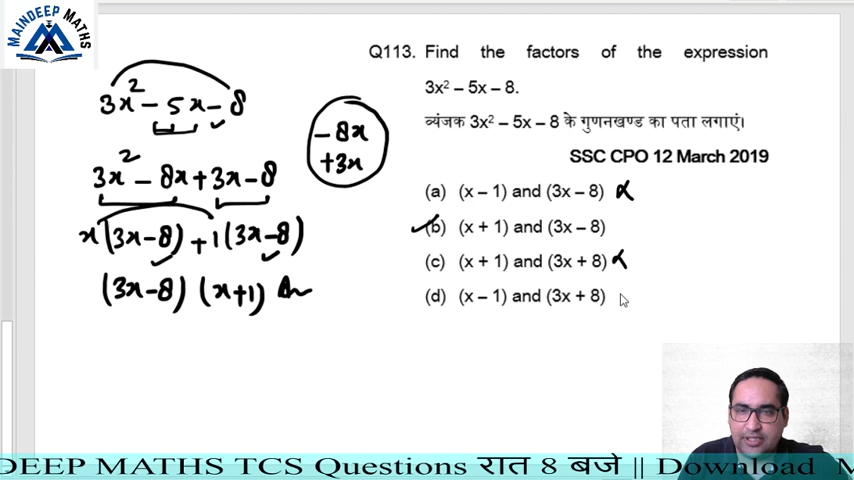 MAINDEEP MATHS
3x² – 5x – 8
– 8x
+3x
3x² – 8x + 3x – 8
x(3x–8) + 1(3x–8)
(3x–8) (x+1) Ans
Q113. Find the factors of the expression
3x² – 5x – 8.
व्यंजक 3x² – 5x – 8 के गुणनखण्ड का पता लगाएं।
SSC CPO 12 March 2019
(a) (x – 1) and (3x – 8)
(b) (x + 1) and (3x – 8)
(c) (x + 1) and (3x + 8)
(d) (x – 1) and (3x + 8)
DEEP MATHS TCS Questions रात 8 बजे || Download M